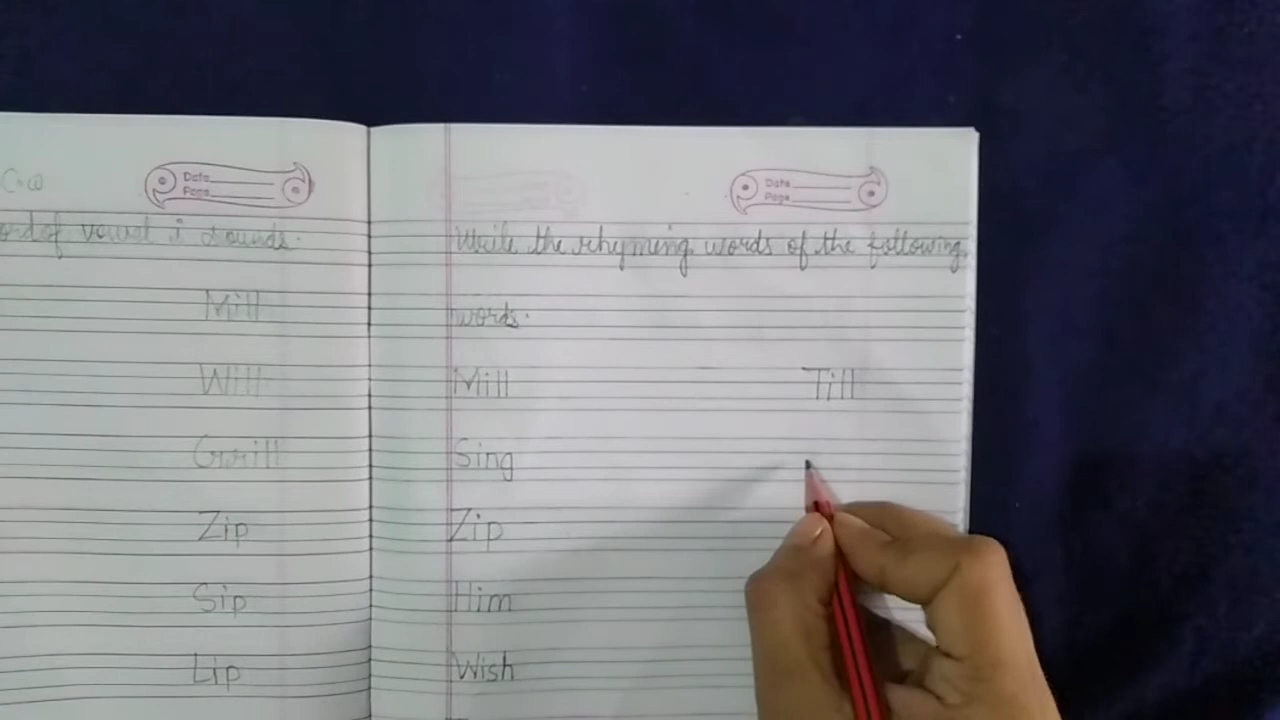 C.w
Date
Page
of vowel i sounds.
Mill
Will
Grill
Zip
Sip
Lip
Date
Page
Write the rhyming words of the following
words.
Mill Till
Sing
Zip
Him
Wish